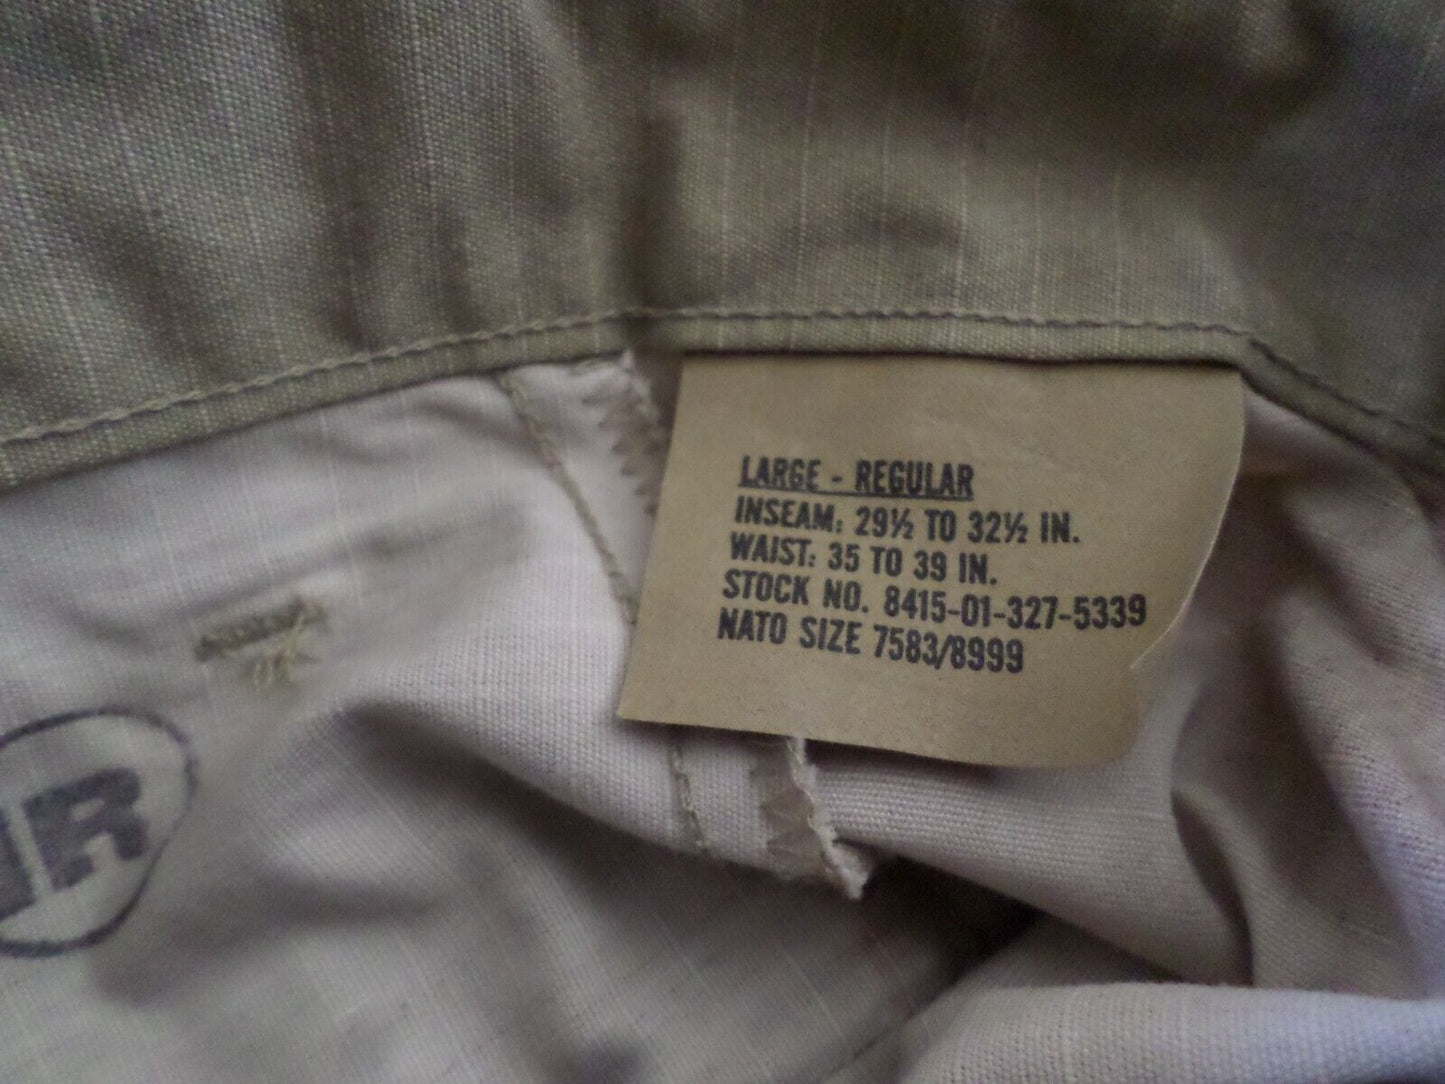 LARGE - REGULAR
INSEAM: 29½ TO 32½ IN.
WAIST: 35 TO 39 IN.
STOCK NO. 8415-01-327-5339
NATO SIZE 7583/8999